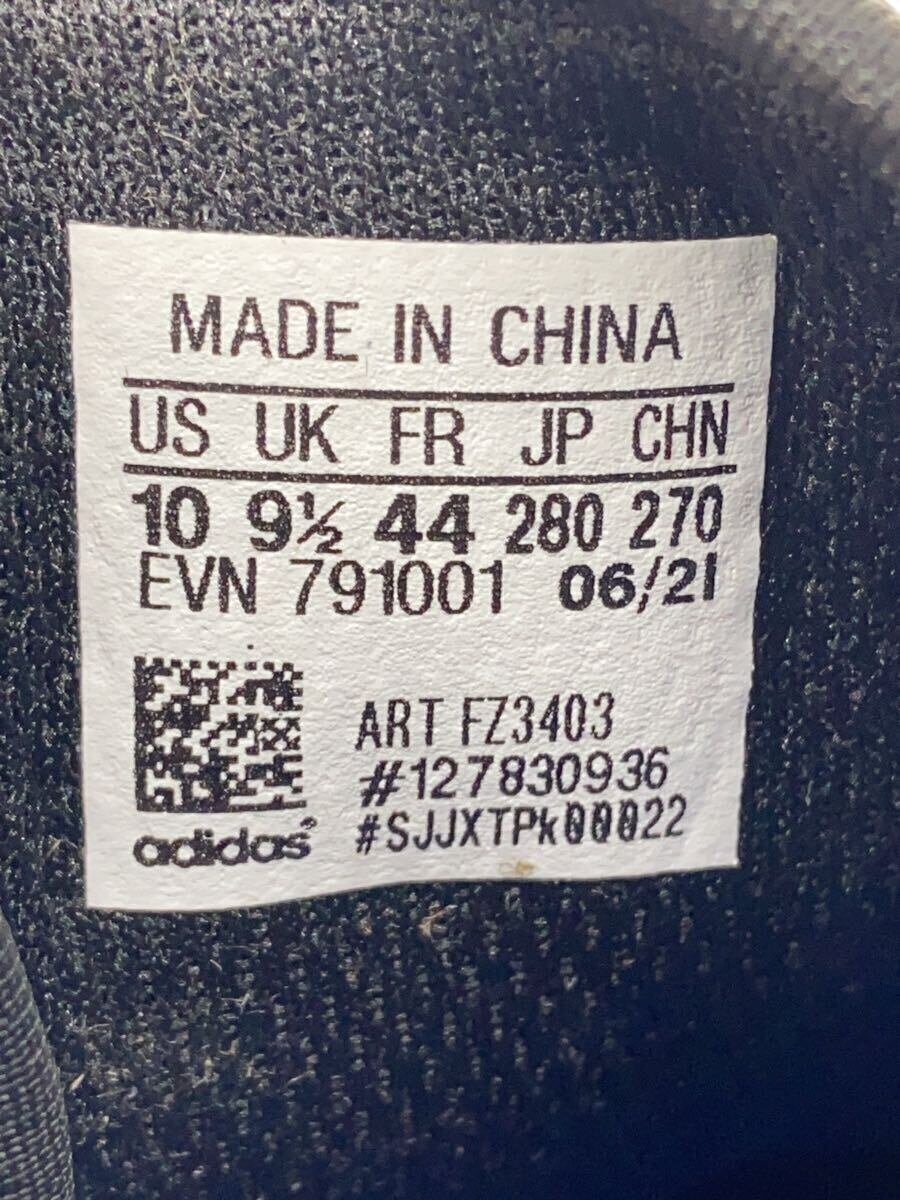 MADE IN CHINA
US UK FR JP CHN
10 9½ 44 280 270
EVN 791001 06/21
ART FZ3403
#127830936
#SJJXTPk00022
adidas